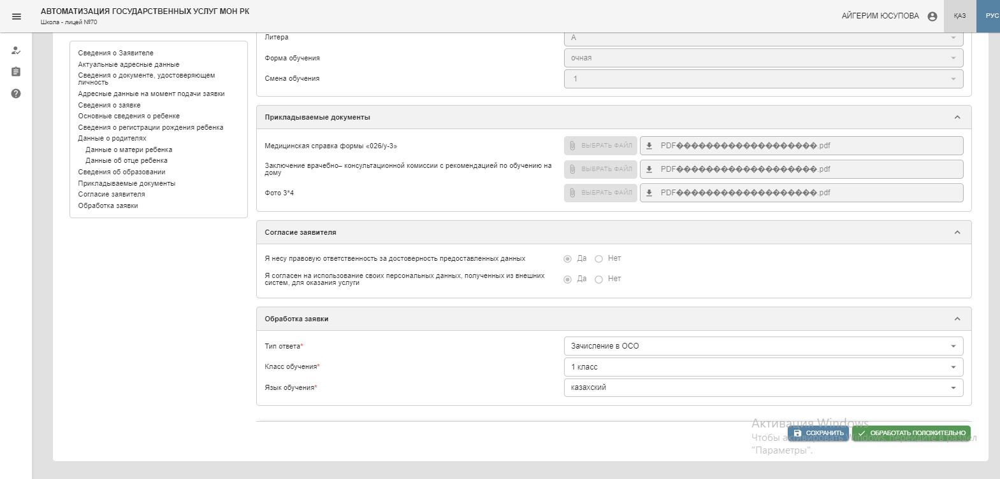 АВТОМАТИЗАЦИЯ ГОСУДАРСТВЕННЫХ УСЛУГ МОН РК
Школа - лицей №70
АЙГЕРИМ ЮСУПОВА
ҚАЗ
РУС
Сведения о Заявителе
Актуальные адресные данные
Сведения о документе, удостоверяющем
личность
Адресные данные на момент подачи заявки
Сведения о заявке
Основные сведения о ребенке
Сведения о регистрации рождения ребенка
Данные о родителях
Данные о матери ребенка
Данные об отце ребенка
Сведения об образовании
Прикладываемые документы
Согласие заявителя
Обработка заявки
Литера
А
Форма обучения
очная
Смена обучения
1
Прикладываемые документы
Медицинская справка формы «026/у-3»
ВЫБРАТЬ ФАЙЛ
PDF������������������������.pdf
Заключение врачебно– консультационной комиссии с рекомендацией по обучению на
дому
ВЫБРАТЬ ФАЙЛ
PDF������������������������.pdf
Фото 3*4
ВЫБРАТЬ ФАЙЛ
PDF������������������������.pdf
Согласие заявителя
Я несу правовую ответственность за достоверность предоставленных данных
Да
Нет
Я согласен на использование своих персональных данных, полученных из внешних
систем, для оказания услуги
Да
Нет
Обработка заявки
Тип ответа*
Зачисление в ОСО
Класс обучения*
1 класс
Язык обучения*
казахский
СОХРАНИТЬ
ОБРАБОТАТЬ ПОЛОЖИТЕЛЬНО
Активация Windows
Чтобы активировать Windows, перейдите в раздел
"Параметры".